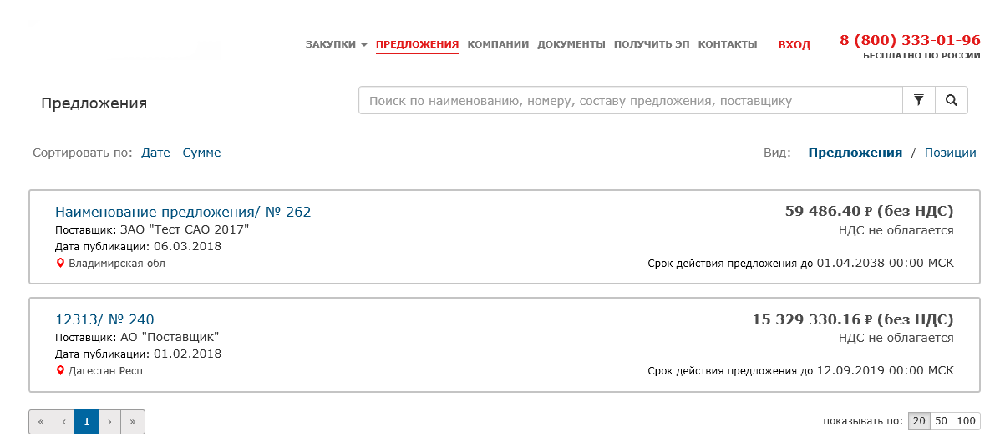 ЗАКУПКИ ПРЕДЛОЖЕНИЯ КОМПАНИИ ДОКУМЕНТЫ ПОЛУЧИТЬ ЭП КОНТАКТЫ ВХОД 8 (800) 333-01-96
БЕСПЛАТНО ПО РОССИИ
Предложения
Поиск по наименованию, номеру, составу предложения, поставщику
Сортировать по: Дате Сумме Вид: Предложения / Позиции
Наименование предложения/ № 262 59 486.40 ₽ (без НДС)
Поставщик: ЗАО "Тест САО 2017" НДС не облагается
Дата публикации: 06.03.2018
Владимирская обл Срок действия предложения до 01.04.2038 00:00 МСК
12313/ № 240 15 329 330.16 ₽ (без НДС)
Поставщик: АО "Поставщик" НДС не облагается
Дата публикации: 01.02.2018
Дагестан Респ Срок действия предложения до 12.09.2019 00:00 МСК
« ‹ 1 › » показывать по: 20 50 100